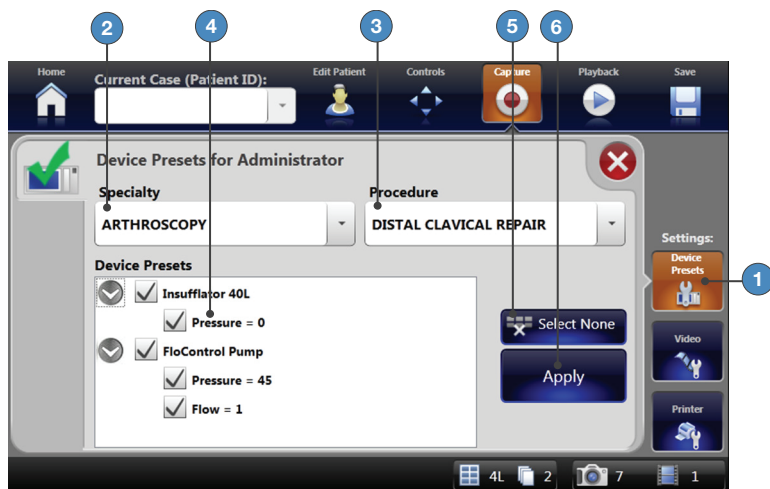 2 4 3 5 6
Home Edit Patient Controls Capture Playback Save
Current Case (Patient ID):
Device Presets for Administrator
Specialty Procedure
ARTHROSCOPY DISTAL CLAVICAL REPAIR
Settings:
Device
Presets
1
Device Presets
Insufflator 40L
Pressure = 0
Select None
FloControl Pump
Video
Pressure = 45
Apply
Flow = 1
Printer
4L 2 7 1